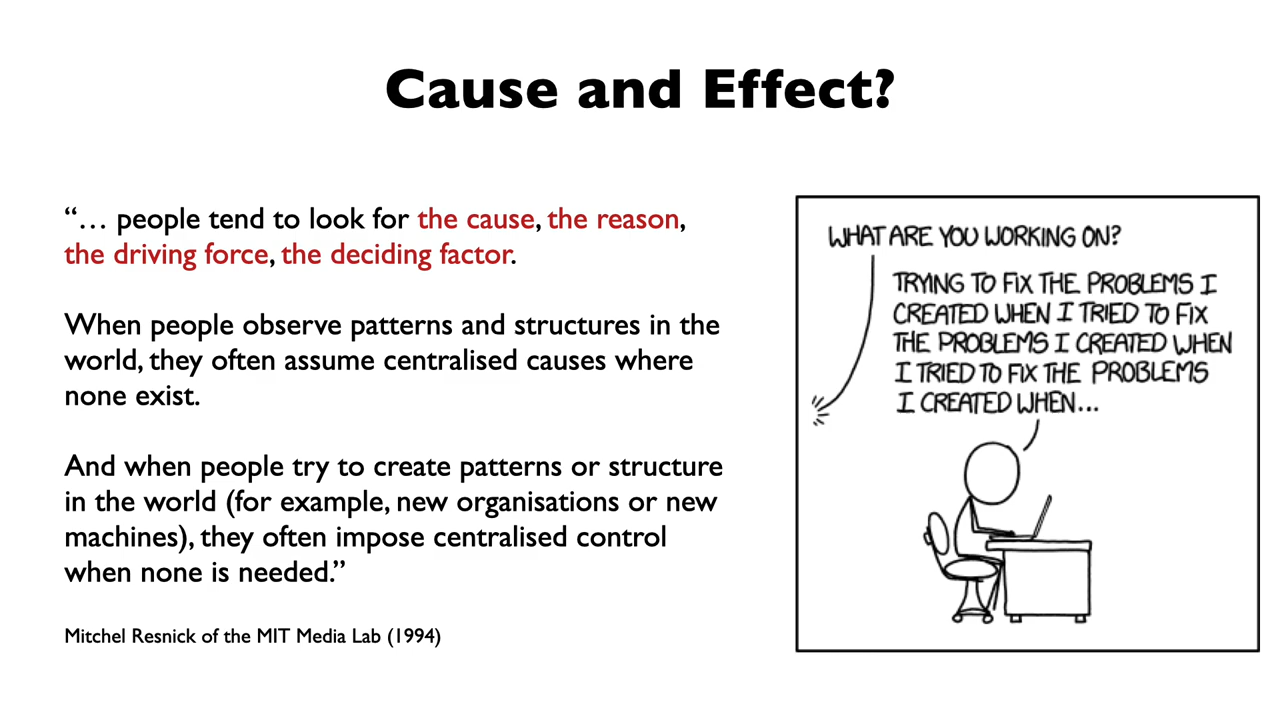 Cause and Effect?
“… people tend to look for the cause, the reason,
the driving force, the deciding factor.
When people observe patterns and structures in the
world, they often assume centralised causes where
none exist.
And when people try to create patterns or structure
in the world (for example, new organisations or new
machines), they often impose centralised control
when none is needed.”
Mitchel Resnick of the MIT Media Lab (1994)
WHAT ARE YOU WORKING ON?
TRYING TO FIX THE PROBLEMS I
CREATED WHEN I TRIED TO FIX
THE PROBLEMS I CREATED WHEN
I TRIED TO FIX THE PROBLEMS
I CREATED WHEN...